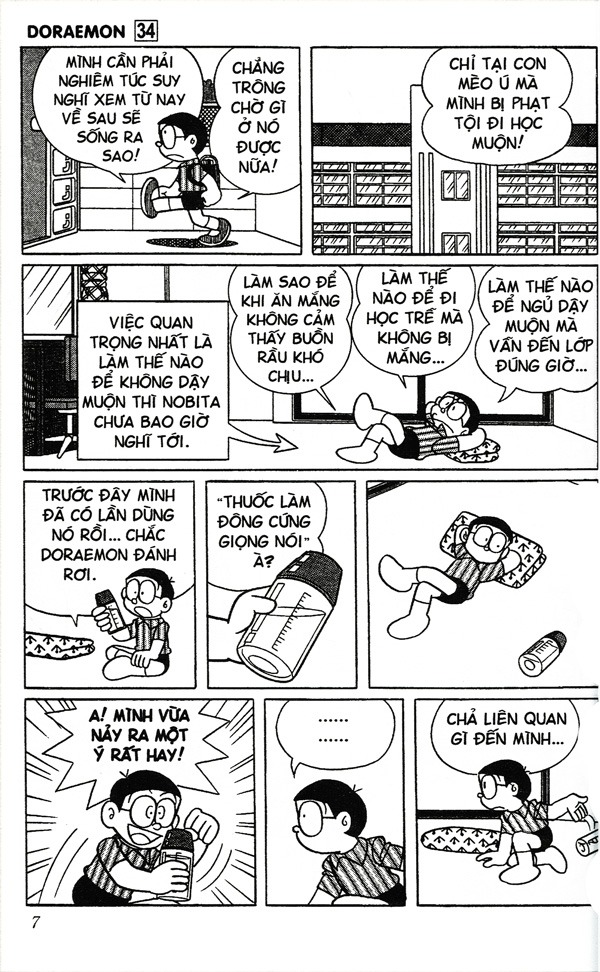 DORAEMON 34
CHỈ TẠI CON
MÈO Ú MÀ
MÌNH BỊ PHẠT
TỘI ĐI HỌC
MUỘN!
CHẲNG
TRÔNG
CHỜ GÌ
Ở NÓ
ĐƯỢC
NỮA!
MÌNH CẦN PHẢI
NGHIÊM TÚC SUY
NGHĨ XEM TỪ NAY
VỀ SAU SẼ
SỐNG RA
SAO!
LÀM THẾ NÀO
ĐỂ NGỦ DẬY
MUỘN MÀ
VẪN ĐẾN LỚP
ĐÚNG GIỜ...
LÀM THẾ
NÀO ĐỂ ĐI
HỌC TRỄ MÀ
KHÔNG BỊ
MẮNG...
LÀM SAO ĐỂ
KHI ĂN MẮNG
KHÔNG CẢM
THẤY BUỒN
RẦU KHÓ
CHỊU...
VIỆC QUAN
TRỌNG NHẤT LÀ
LÀM THẾ NÀO
ĐỂ KHÔNG DẬY
MUỘN THÌ NOBITA
CHƯA BAO GIỜ
NGHĨ TỚI.
"THUỐC LÀM
ĐÔNG CỨNG
GIỌNG NÓI"
À?
TRƯỚC ĐÂY MÌNH
ĐÃ CÓ LẦN DÙNG
NÓ RỒI... CHẮC
DORAEMON ĐÁNH
RƠI.
CHẢ LIÊN QUAN
GÌ ĐẾN MÌNH...
......
......
A! MÌNH VỪA
NẢY RA MỘT
Ý RẤT HAY!
7